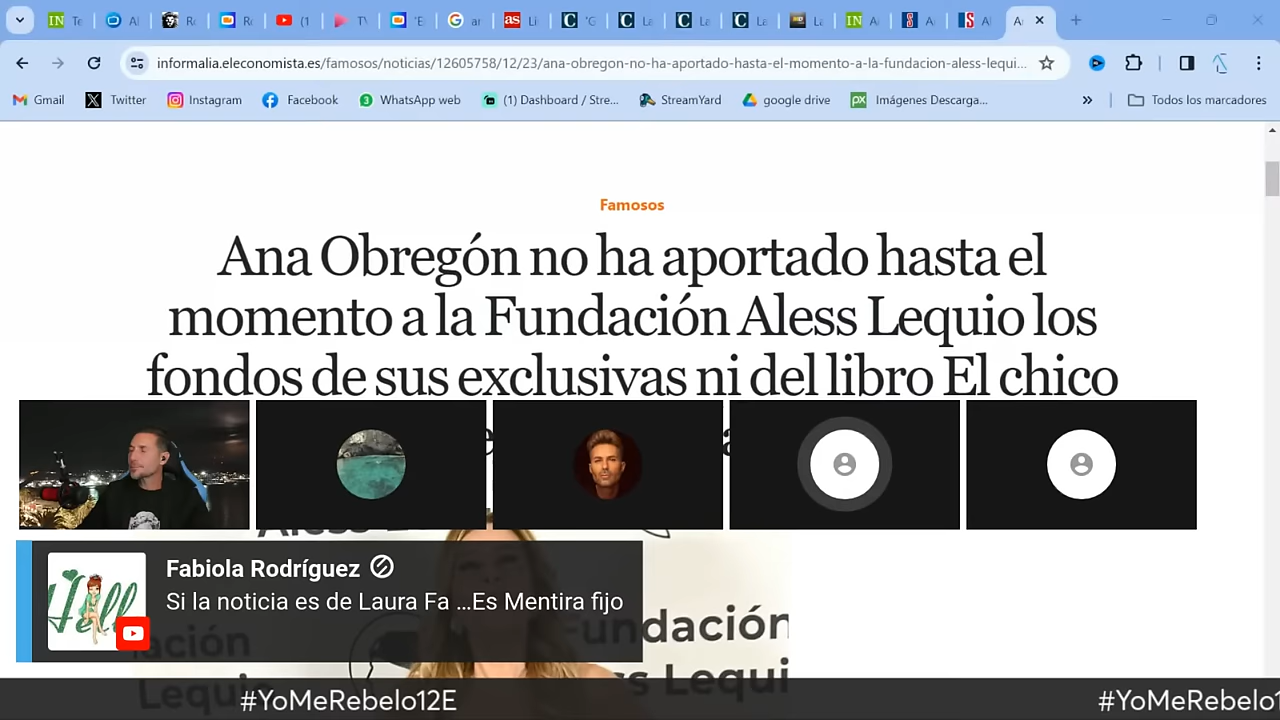 informalia.eleconomista.es/famosos/noticias/12605758/12/23/ana-obregon-no-ha-aportado-hasta-el-momento-a-la-fundacion-aless-lequi...
Gmail Twitter Instagram Facebook WhatsApp web (1) Dashboard / Stre... StreamYard google drive Imágenes Descarga... » Todos los marcadores
Famosos
Ana Obregón no ha aportado hasta el
momento a la Fundación Aless Lequio los
fondos de sus exclusivas ni del libro El chico
Fabiola Rodríguez
Si la noticia es de Laura Fa ...Es Mentira fijo
Fundación
Lequio
#YoMeRebelo12E #YoMeRebelo1